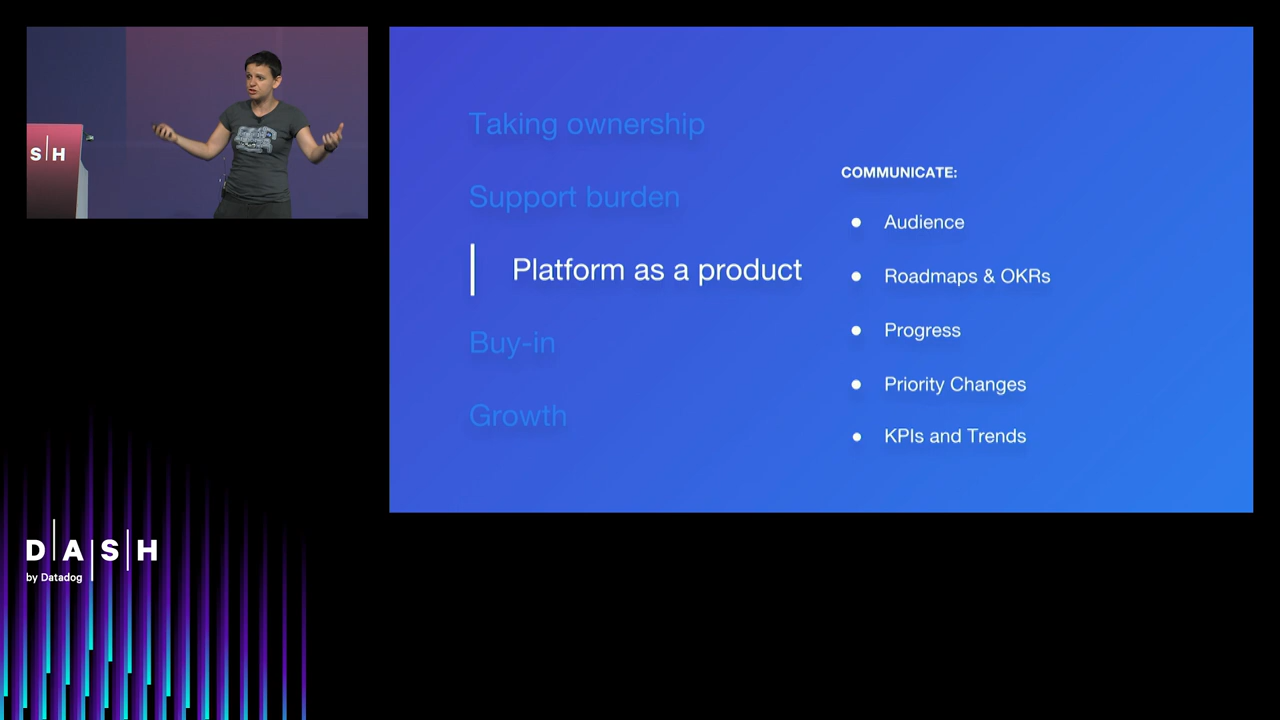 S|H
Taking ownership
Support burden
Platform as a product
Buy-in
Growth
COMMUNICATE:
● Audience
● Roadmaps & OKRs
● Progress
● Priority Changes
● KPIs and Trends
D|A|S|H
by Datadog